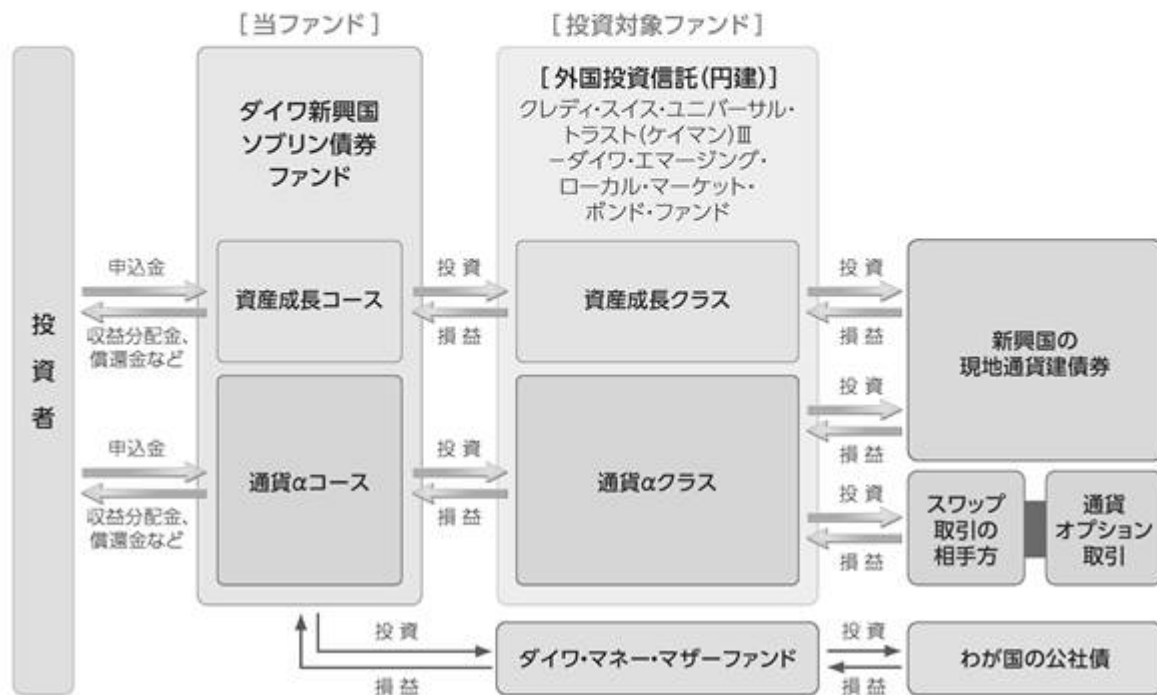 [当ファンド]
[投資対象ファンド]
投資者
ダイワ新興国
ソブリン債券
ファンド
[外国投資信託(円建)]
クレディ・スイス・ユニバーサル・
トラスト(ケイマン)Ⅲ
-ダイワ・エマージング・
ローカル・マーケット・
ボンド・ファンド
申込金
収益分配金、
償還金など
資産成長コース
投資
損益
資産成長クラス
投資
損益
新興国の
現地通貨建債券
投資
損益
申込金
収益分配金、
償還金など
通貨αコース
投資
損益
通貨αクラス
投資
損益
スワップ
取引の
相手方
通貨
オプション
取引
投資
損益
ダイワ・マネー・マザーファンド
投資
損益
わが国の公社債